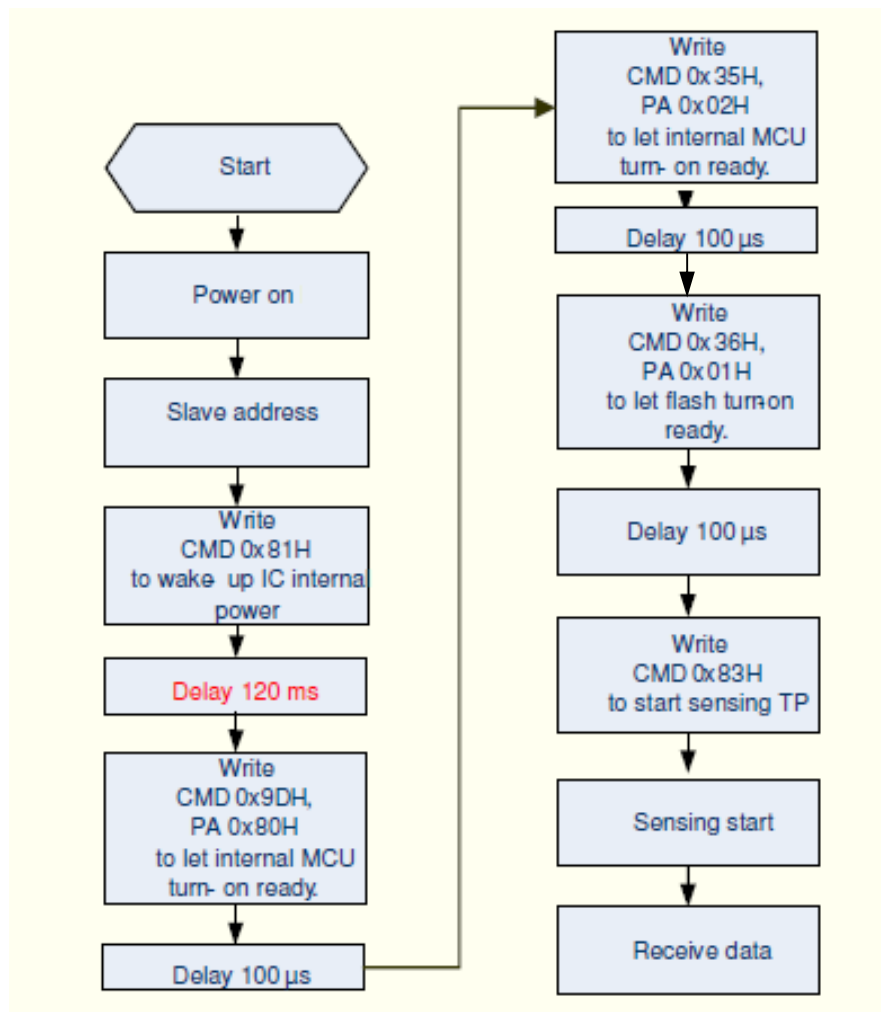 Start
Power on
Slave address
Write
CMD 0x81H
to wake up IC internal
power
Delay 120 ms
Write
CMD 0x9DH,
PA 0x80H
to let internal MCU
turn- on ready.
Delay 100 µs
Write
CMD 0x35H,
PA 0x02H
to let internal MCU
turn- on ready.
Delay 100 µs
Write
CMD 0x36H,
PA 0x01H
to let flash turn-on
ready.
Delay 100 µs
Write
CMD 0x83H
to start sensing TP
Sensing start
Receive data